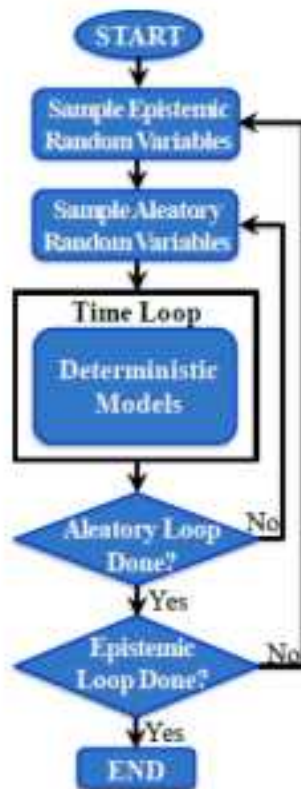 START
Sample Epistemic
Random Variables
Sample Aleatory
Random Variables
Time Loop
Deterministic
Models
Aleatory Loop
Done?
No
Yes
Epistemic
Loop Done?
No
Yes
END